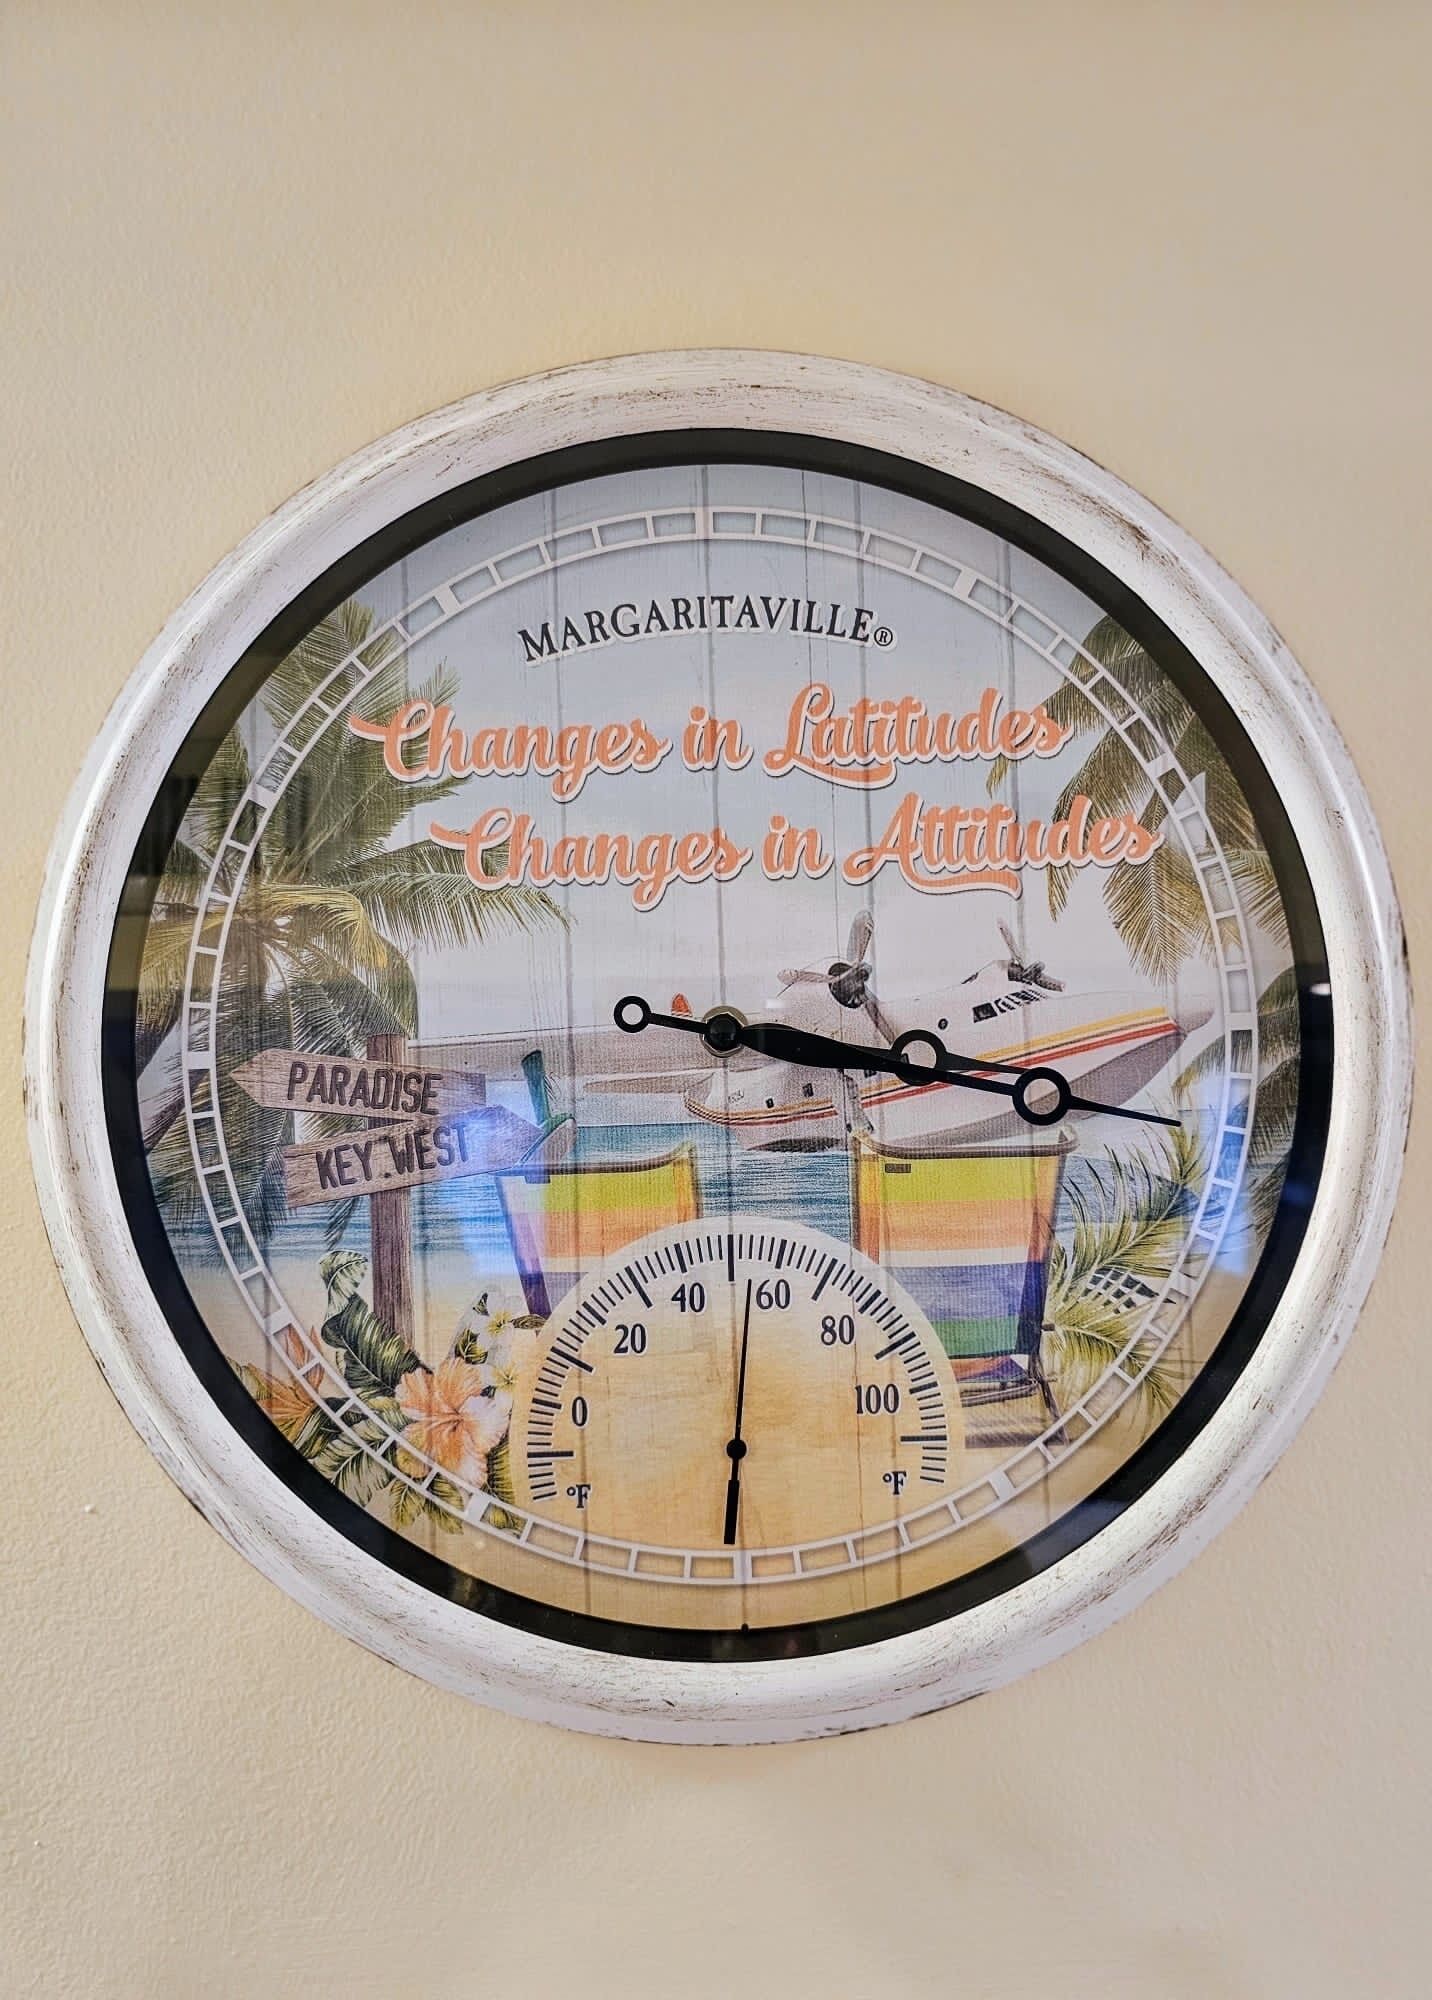 MARGARITAVILLE®
Changes in Latitudes
Changes in Attitudes
PARADISE
KEY WEST
40 60
20 80
0 100
°F °F